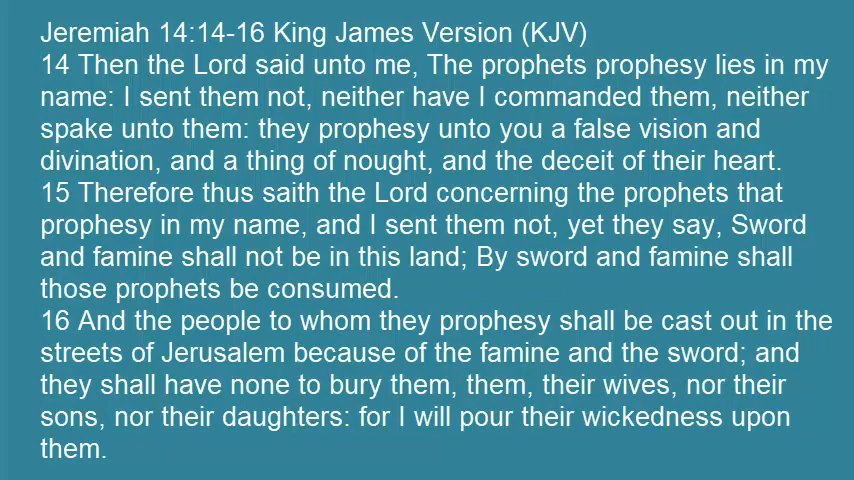 Jeremiah 14:14-16 King James Version (KJV)
14 Then the Lord said unto me, The prophets prophesy lies in my
name: I sent them not, neither have I commanded them, neither
spake unto them: they prophesy unto you a false vision and
divination, and a thing of nought, and the deceit of their heart.
15 Therefore thus saith the Lord concerning the prophets that
prophesy in my name, and I sent them not, yet they say, Sword
and famine shall not be in this land; By sword and famine shall
those prophets be consumed.
16 And the people to whom they prophesy shall be cast out in the
streets of Jerusalem because of the famine and the sword; and
they shall have none to bury them, them, their wives, nor their
sons, nor their daughters: for I will pour their wickedness upon
them.